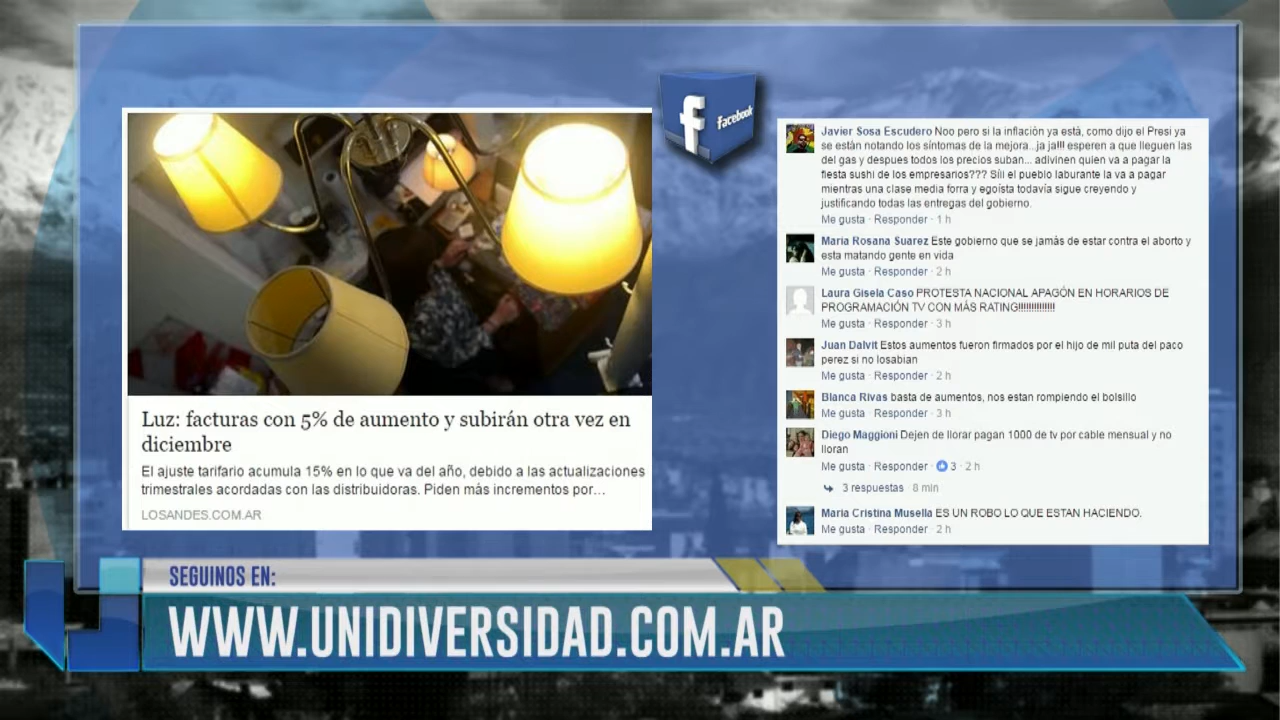 f
facebook
Luz: facturas con 5% de aumento y subirán otra vez en
diciembre
El ajuste tarifario acumula 15% en lo que va del año, debido a las actualizaciones
trimestrales acordadas con las distribuidoras. Piden más incrementos por...
LOSANDES.COM.AR
Javier Sosa Escudero Noo pero si la inflación ya está, como dijo el Presi ya
se están notando los síntomas de la mejora...ja ja!!! esperen a que lleguen las
del gas y despues todos los precios suban... adivinen quien va a pagar la
fiesta sushi de los empresarios??? Síii el pueblo laburante la va a pagar
mientras una clase media forra y egoísta todavía sigue creyendo y
justificando todas las entregas del gobierno.
Me gusta · Responder · 1 h
Maria Rosana Suarez Este gobierno que se jamás de estar contra el aborto y
esta matando gente en vida
Me gusta · Responder · 2 h
Laura Gisela Caso PROTESTA NACIONAL APAGÓN EN HORARIOS DE
PROGRAMACIÓN TV CON MÁS RATING!!!!!!!!!!!!!!
Me gusta · Responder · 3 h
Juan Dalvit Estos aumentos fueron firmados por el hijo de mil puta del paco
perez si no losabian
Me gusta · Responder · 2 h
Blanca Rivas basta de aumentos, nos estan rompiendo el bolsillo
Me gusta · Responder · 3 h
Diego Maggioni Dejen de llorar pagan 1000 de tv por cable mensual y no
lloran
Me gusta · Responder · 3 · 2 h
3 respuestas · 8 min
Maria Cristina Musella ES UN ROBO LO QUE ESTAN HACIENDO.
Me gusta · Responder · 2 h
SEGUINOS EN:
WWW.UNIDIVERSIDAD.COM.AR